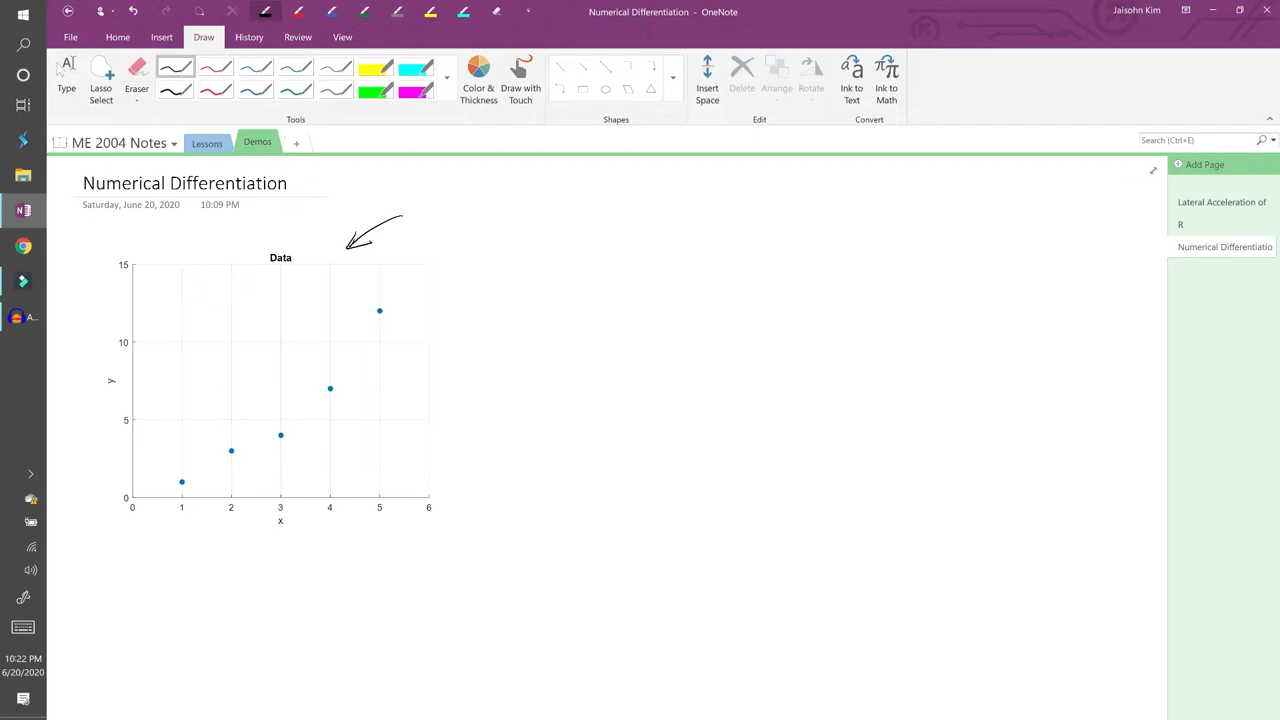 Numerical Differentiation - OneNote
Jaisohn Kim
File
Home
Insert
Draw
History
Review
View
Type
Lasso Select
Eraser
Color & Thickness
Draw with Touch
Insert Space
Delete
Arrange
Rotate
Ink to Text
Ink to Math
Tools
Shapes
Edit
Convert
ME 2004 Notes
Lessons
Demos
Search (Ctrl+E)
Add Page
Lateral Acceleration of
R
Numerical Differentiatio
Numerical Differentiation
Saturday, June 20, 2020 10:09 PM
Data
15
10
5
0
y
0 1 2 3 4 5 6
x
A...
10:22 PM
6/20/2020